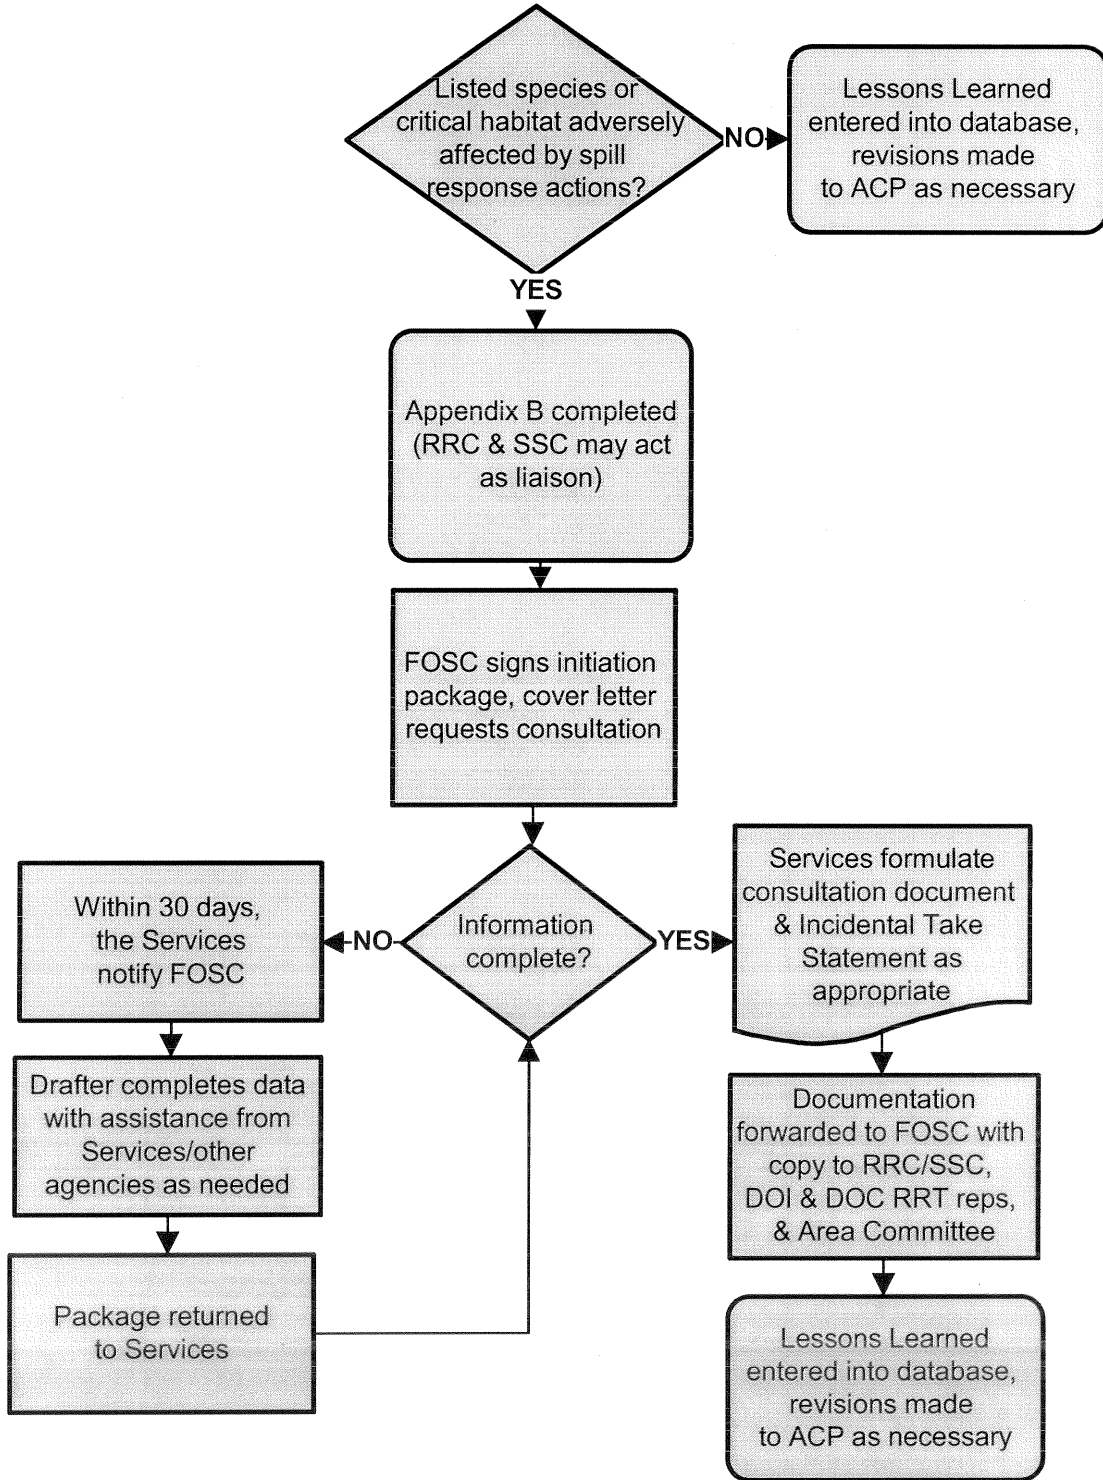 Listed species or
critical habitat adversely
affected by spill
response actions?
NO
Lessons Learned
entered into database,
revisions made
to ACP as necessary
YES
Appendix B completed
(RRC & SSC may act
as liaison)
FOSC signs initiation
package, cover letter
requests consultation
Information
complete?
NO
Within 30 days,
the Services
notify FOSC
Drafter completes data
with assistance from
Services/other
agencies as needed
Package returned
to Services
YES
Services formulate
consultation document
& Incidental Take
Statement as
appropriate
Documentation
forwarded to FOSC with
copy to RRC/SSC,
DOI & DOC RRT reps,
& Area Committee
Lessons Learned
entered into database,
revisions made
to ACP as necessary